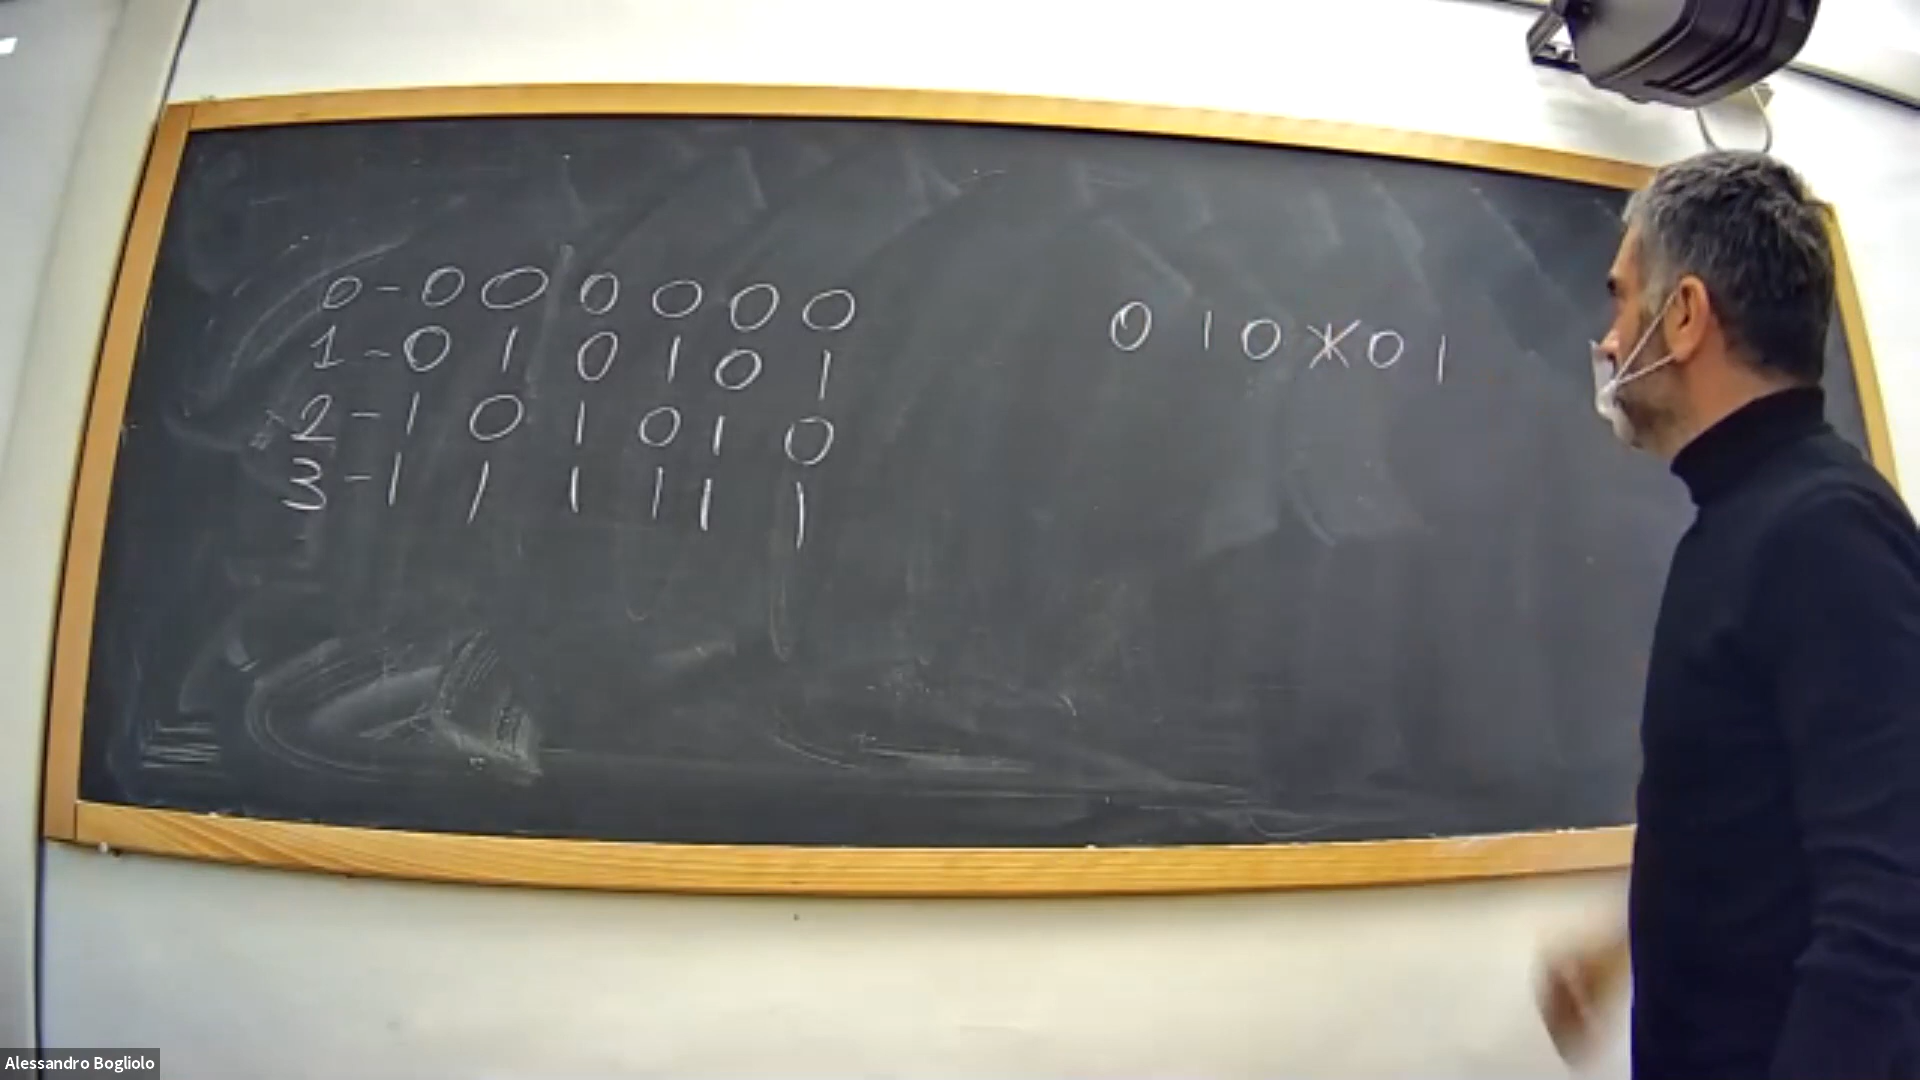 0 - 0 0 0 0 0 0
1 - 0 1 0 1 0 1
2 - 1 0 1 0 1 0
3 - 1 1 1 1 1 1
0 1 0 X 0 1
Alessandro Bogliolo